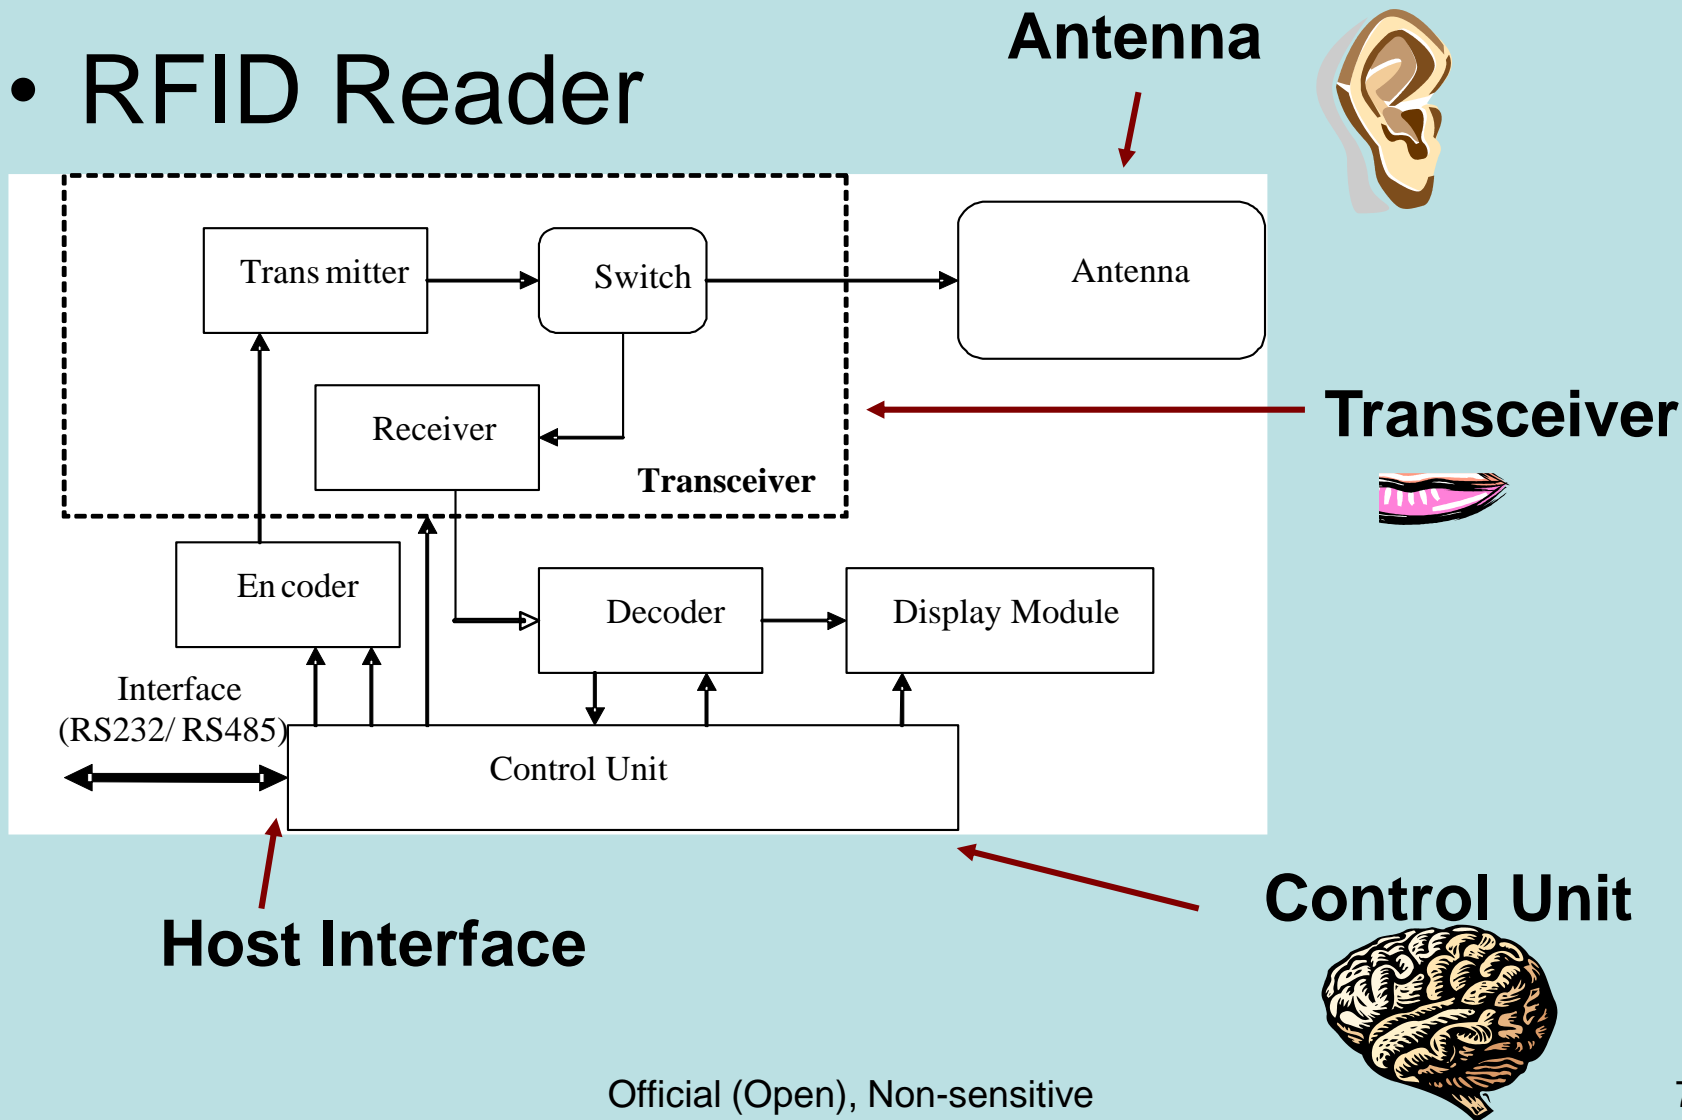 • RFID Reader
Antenna
Trans mitter
Switch
Antenna
Receiver
Transceiver
Transceiver
En coder
Decoder
Display Module
Interface
(RS232/ RS485)
Control Unit
Host Interface
Control Unit
Official (Open), Non-sensitive